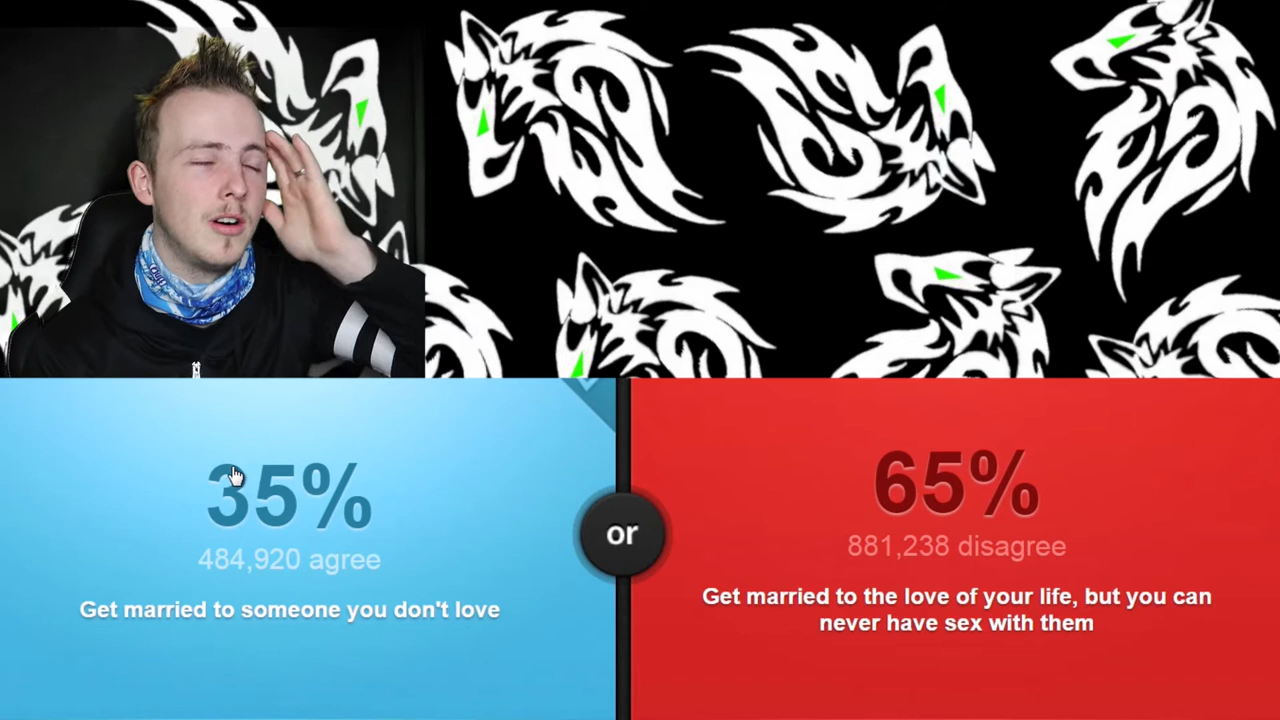 35%
484,920 agree
Get married to someone you don't love
or
65%
881,238 disagree
Get married to the love of your life, but you can
never have sex with them